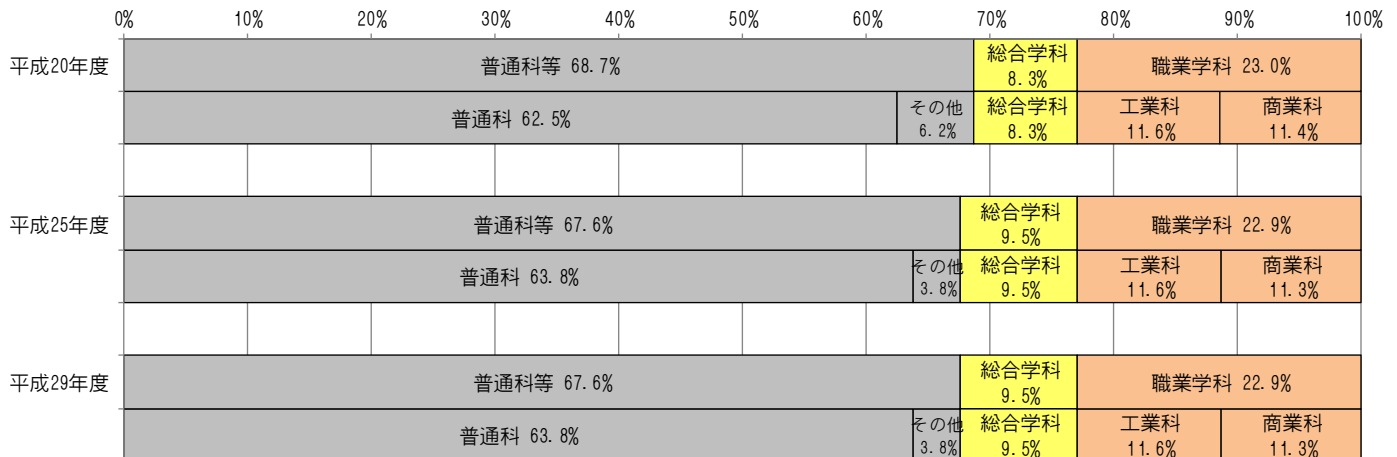 0% 10% 20% 30% 40% 50% 60% 70% 80% 90% 100%
平成20年度
普通科等 68.7%
総合学科
8.3%
職業学科 23.0%
普通科 62.5%
その他
6.2%
総合学科
8.3%
工業科
11.6%
商業科
11.4%
平成25年度
普通科等 67.6%
総合学科
9.5%
職業学科 22.9%
普通科 63.8%
その他
3.8%
総合学科
9.5%
工業科
11.6%
商業科
11.3%
平成29年度
普通科等 67.6%
総合学科
9.5%
職業学科 22.9%
普通科 63.8%
その他
3.8%
総合学科
9.5%
工業科
11.6%
商業科
11.3%